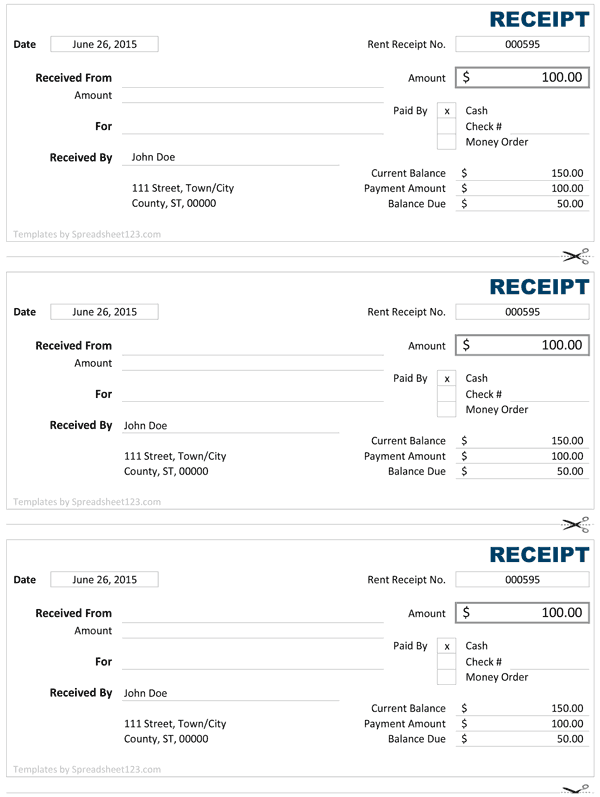 RECEIPT
Date June 26, 2015 Rent Receipt No. 000595
Received From Amount $ 100.00
Amount
Paid By x Cash
For Check #
Money Order
Received By John Doe
Current Balance $ 150.00
111 Street, Town/City Payment Amount $ 100.00
County, ST, 00000 Balance Due $ 50.00
Templates by Spreadsheet123.com
RECEIPT
Date June 26, 2015 Rent Receipt No. 000595
Received From Amount $ 100.00
Amount
Paid By x Cash
For Check #
Money Order
Received By John Doe
Current Balance $ 150.00
111 Street, Town/City Payment Amount $ 100.00
County, ST, 00000 Balance Due $ 50.00
Templates by Spreadsheet123.com
RECEIPT
Date June 26, 2015 Rent Receipt No. 000595
Received From Amount $ 100.00
Amount
Paid By x Cash
For Check #
Money Order
Received By John Doe
Current Balance $ 150.00
111 Street, Town/City Payment Amount $ 100.00
County, ST, 00000 Balance Due $ 50.00
Templates by Spreadsheet123.com